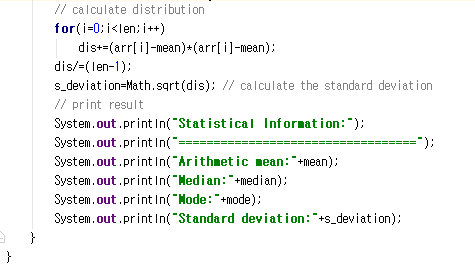 // calculate distribution
for(i=0;i<len;i++)
dis+=(arr[i]-mean)*(arr[i]-mean);
dis/=(len-1);
s_deviation=Math.sqrt(dis); // calculate the standard deviation
// print result
System.out.println("Statistical Information:");
System.out.println("==================================");
System.out.println("Arithmetic mean:"+mean);
System.out.println("Median:"+median);
System.out.println("Mode:"+mode);
System.out.println("Standard deviation:"+s_deviation);
}
}